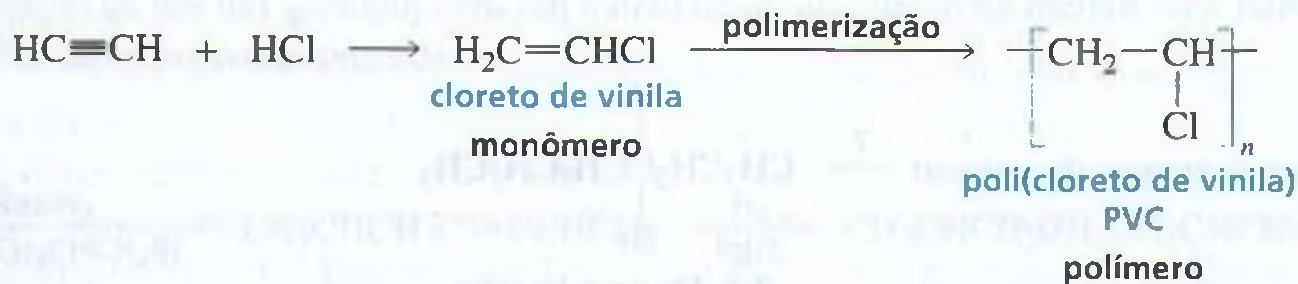 HC≡CH + HCl ⟶ H₂C=CHCl polimerização ⟶ [CH₂—CH]ₙ
Cl
cloreto de vinila
monômero
poli(cloreto de vinila)
PVC
polímero